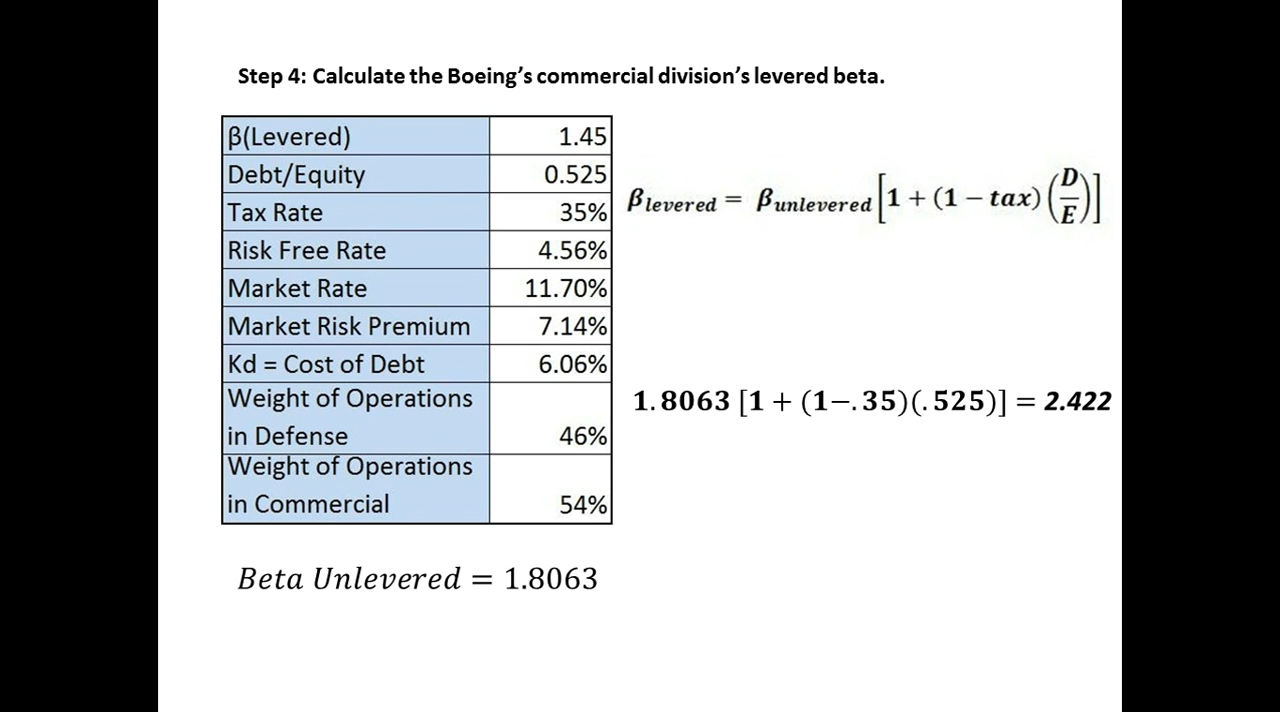 Step 4: Calculate the Boeing’s commercial division’s levered beta.
β(Levered) 1.45
Debt/Equity 0.525
Tax Rate 35%
Risk Free Rate 4.56%
Market Rate 11.70%
Market Risk Premium 7.14%
Kd = Cost of Debt 6.06%
Weight of Operations
in Defense 46%
Weight of Operations
in Commercial 54%
β levered = β unlevered [1 + (1 − tax) (D/E)]
1.8063 [1 + (1−.35)(.525)] = 2.422
Beta Unlevered = 1.8063